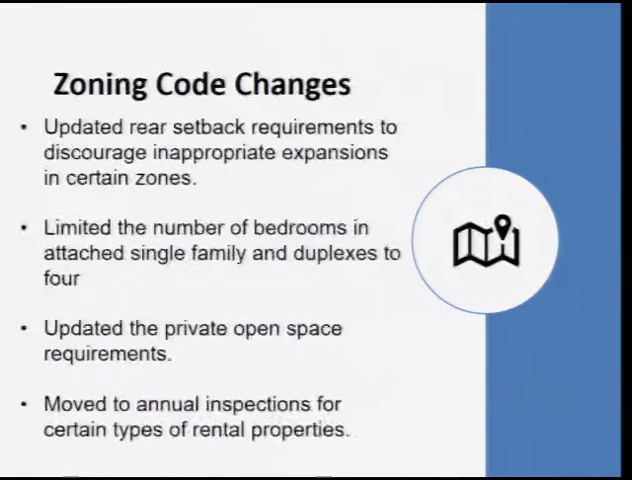 Zoning Code Changes
• Updated rear setback requirements to
discourage inappropriate expansions
in certain zones.
• Limited the number of bedrooms in
attached single family and duplexes to
four
• Updated the private open space
requirements.
• Moved to annual inspections for
certain types of rental properties.